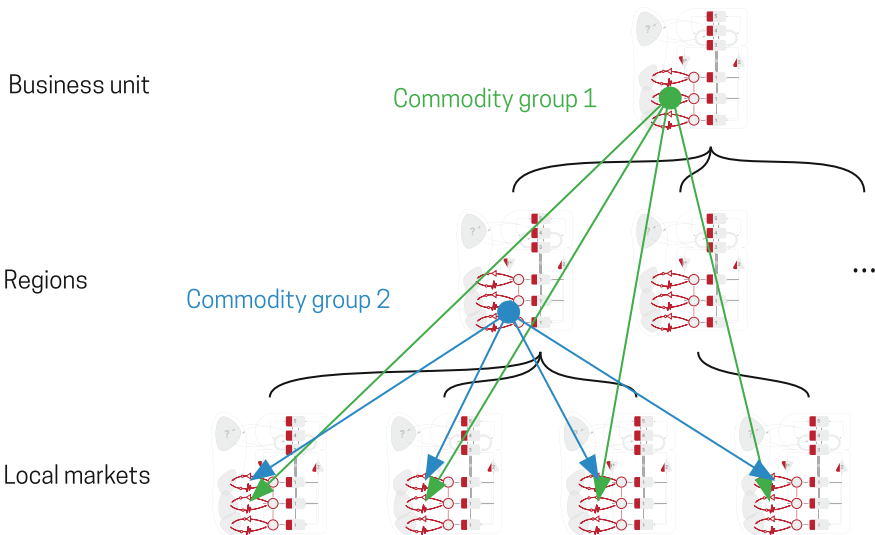 Business unit
Commodity group 1
Regions
...
Commodity group 2
Local markets